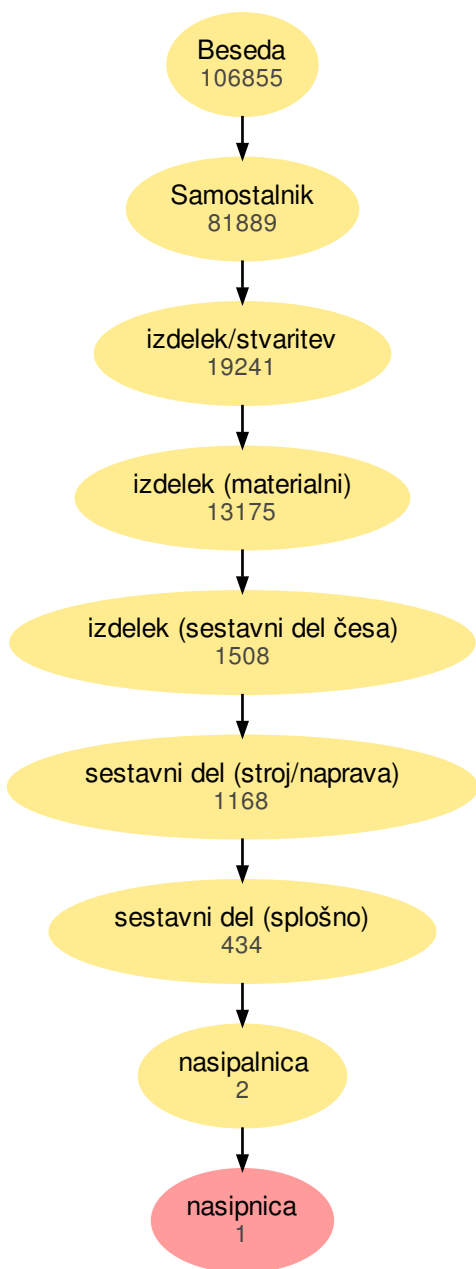 Beseda
106855
Samostalnik
81889
izdelek/stvaritev
19241
izdelek (materialni)
13175
izdelek (sestavni del česa)
1508
sestavni del (stroj/naprava)
1168
sestavni del (splošno)
434
nasipalnica
2
nasipnica
1